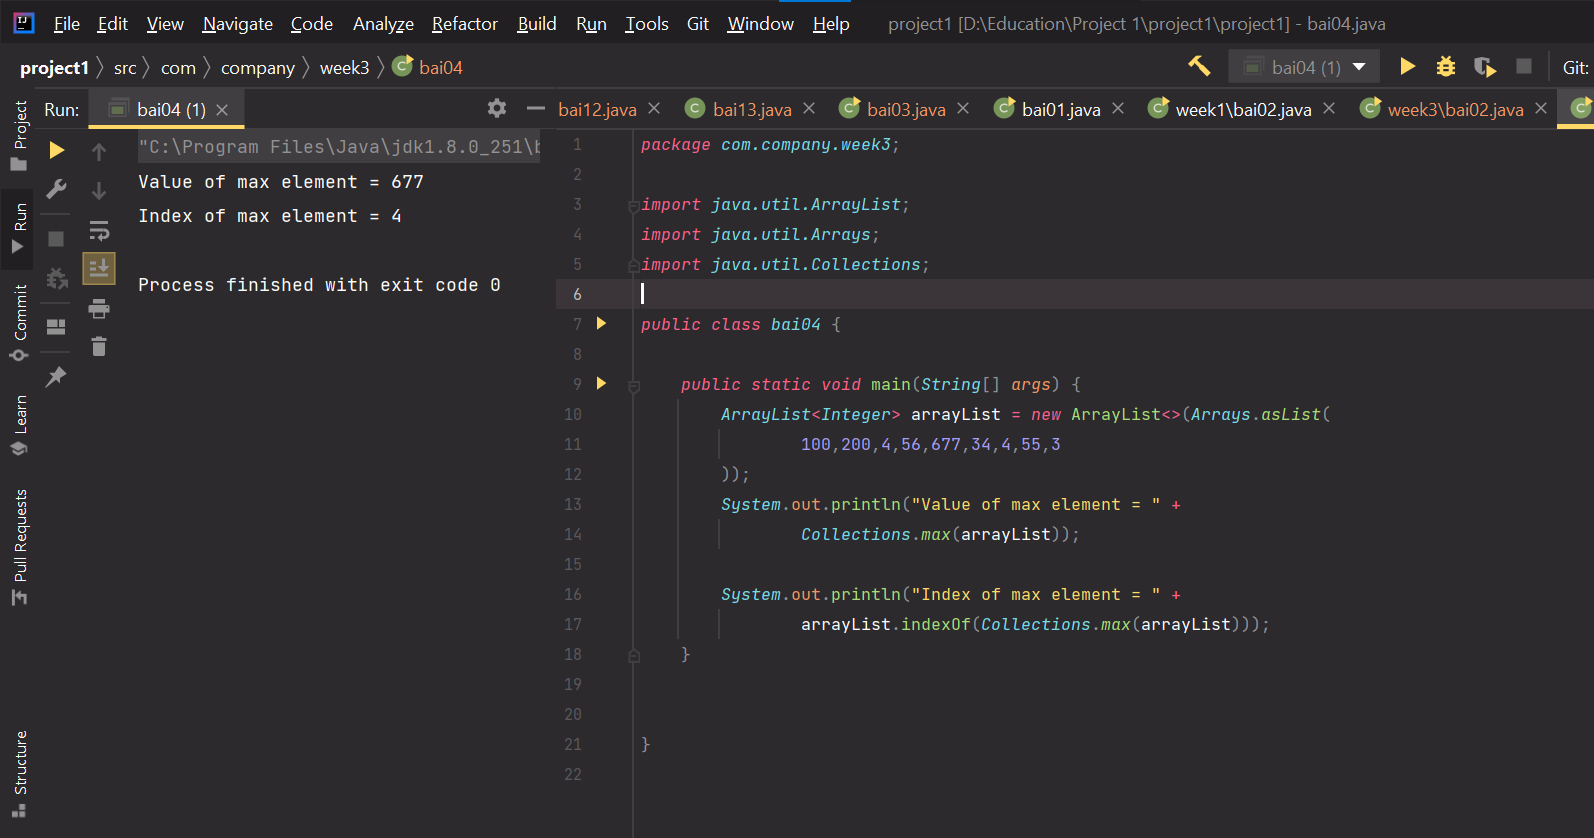 File Edit View Navigate Code Analyze Refactor Build Run Tools Git Window Help project1 [D:\Education\Project 1\project1\project1] - bai04.java
project1 src com company week3 bai04 bai04 (1) Git:
Run: bai04 (1)
bai12.java bai13.java bai03.java bai01.java week1\bai02.java week3\bai02.java
Project
Run
Commit
Learn
Pull Requests
Structure
"C:\Program Files\Java\jdk1.8.0_251\b
Value of max element = 677
Index of max element = 4
Process finished with exit code 0
1 package com.company.week3;
2
3 import java.util.ArrayList;
4 import java.util.Arrays;
5 import java.util.Collections;
6
7 public class bai04 {
8
9 public static void main(String[] args) {
10 ArrayList<Integer> arrayList = new ArrayList<>(Arrays.asList(
11 100,200,4,56,677,34,4,55,3
12 ));
13 System.out.println("Value of max element = " +
14 Collections.max(arrayList));
15
16 System.out.println("Index of max element = " +
17 arrayList.indexOf(Collections.max(arrayList)));
18 }
19
20
21 }
22